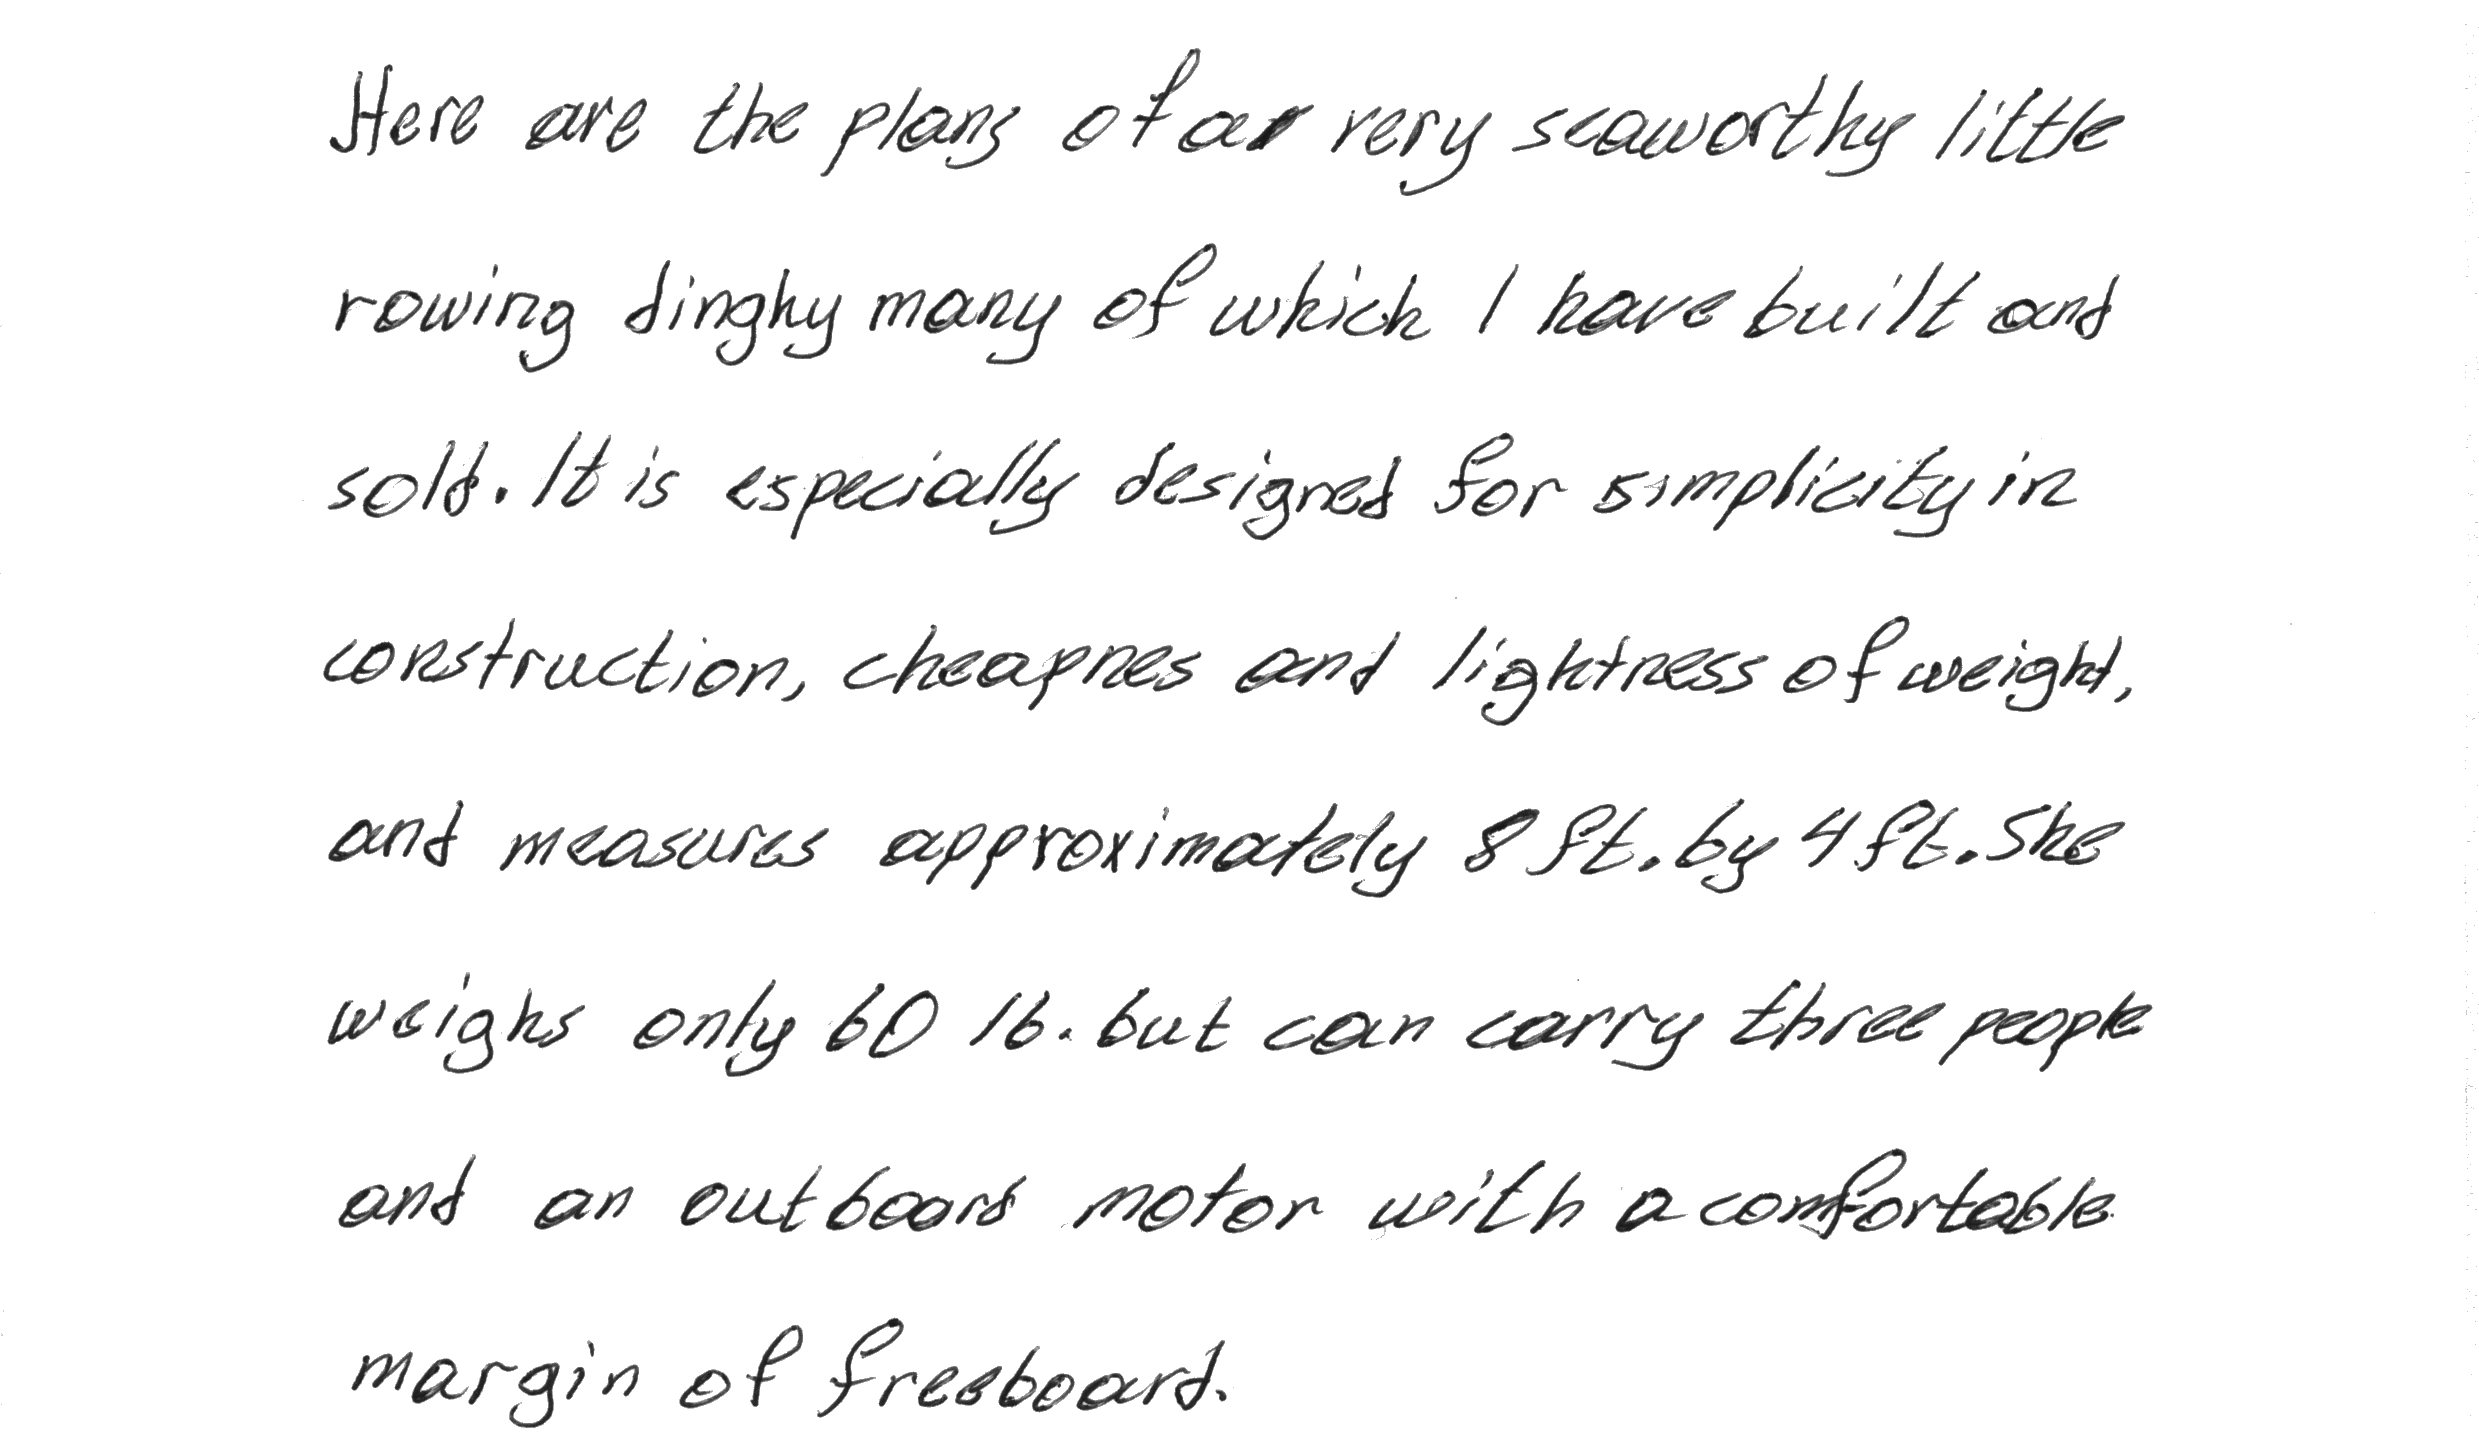 Here are the plans of a very seaworthy little
rowing dinghy many of which I have built and
sold. It is especially designed for simplicity in
construction, cheapnes and lightness of weight,
and measures approximately 8 ft. by 4 ft. She
weighs only 60 lb. but can carry three people
and an outboard motor with a comfortable
margin of freeboard.